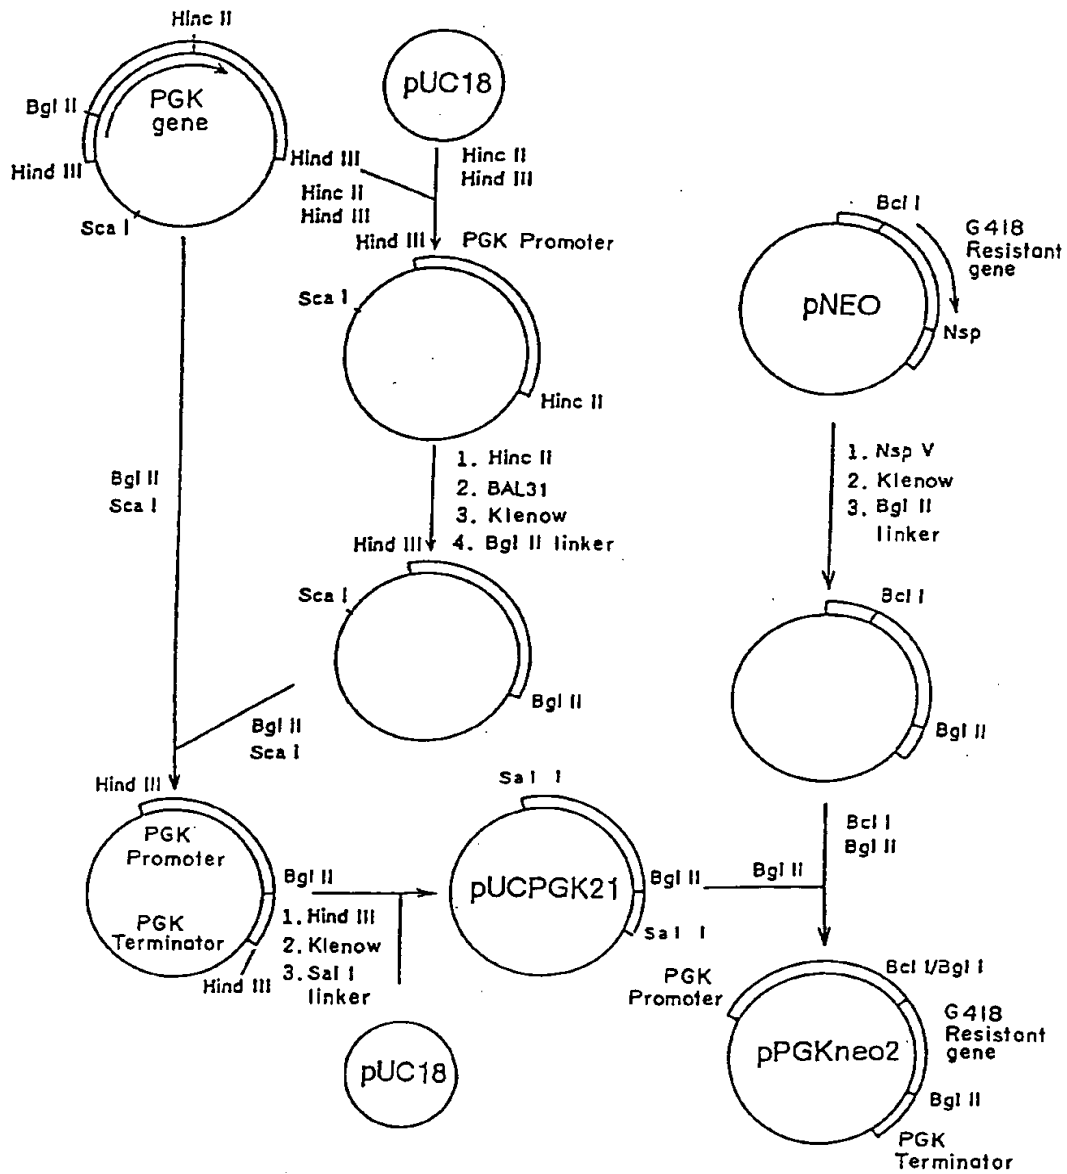 Hinc II
PGK
gene
Bgl II
Hind III
Sca I
Hind III
pUC18
Hinc II
Hind III
Hinc II
Hind III
Hind III
PGK Promoter
Sca I
Hinc II
Bcl I
G418
Resistant
gene
pNEO
Nsp
Bgl II
Sca I
1. Hinc II
2. BAL31
3. Klenow
4. Bgl II linker
Hind III
Sca I
Bgl II
1. Nsp V
2. Klenow
3. Bgl II
linker
Bcl I
Bgl II
Bgl II
Sca I
Hind III
PGK
Promoter
Bgl II
PGK
Terminator
Hind III
1. Hind III
2. Klenow
3. Sal I
linker
pUC18
Sal I
pUCPGK21
Bgl II
Sal I
Bgl II
Bcl I
Bgl II
PGK
Promoter
Bcl I/Bgl I
G418
Resistant
gene
pPGKneo2
Bgl II
PGK
Terminator